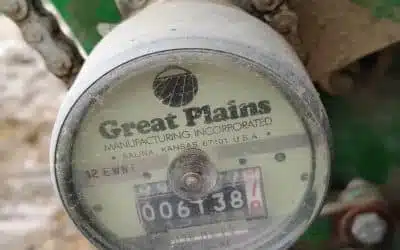 Great Plains
MANUFACTURING INCORPORATED
SALINA, KANSAS 67401 U.S.A.
006138